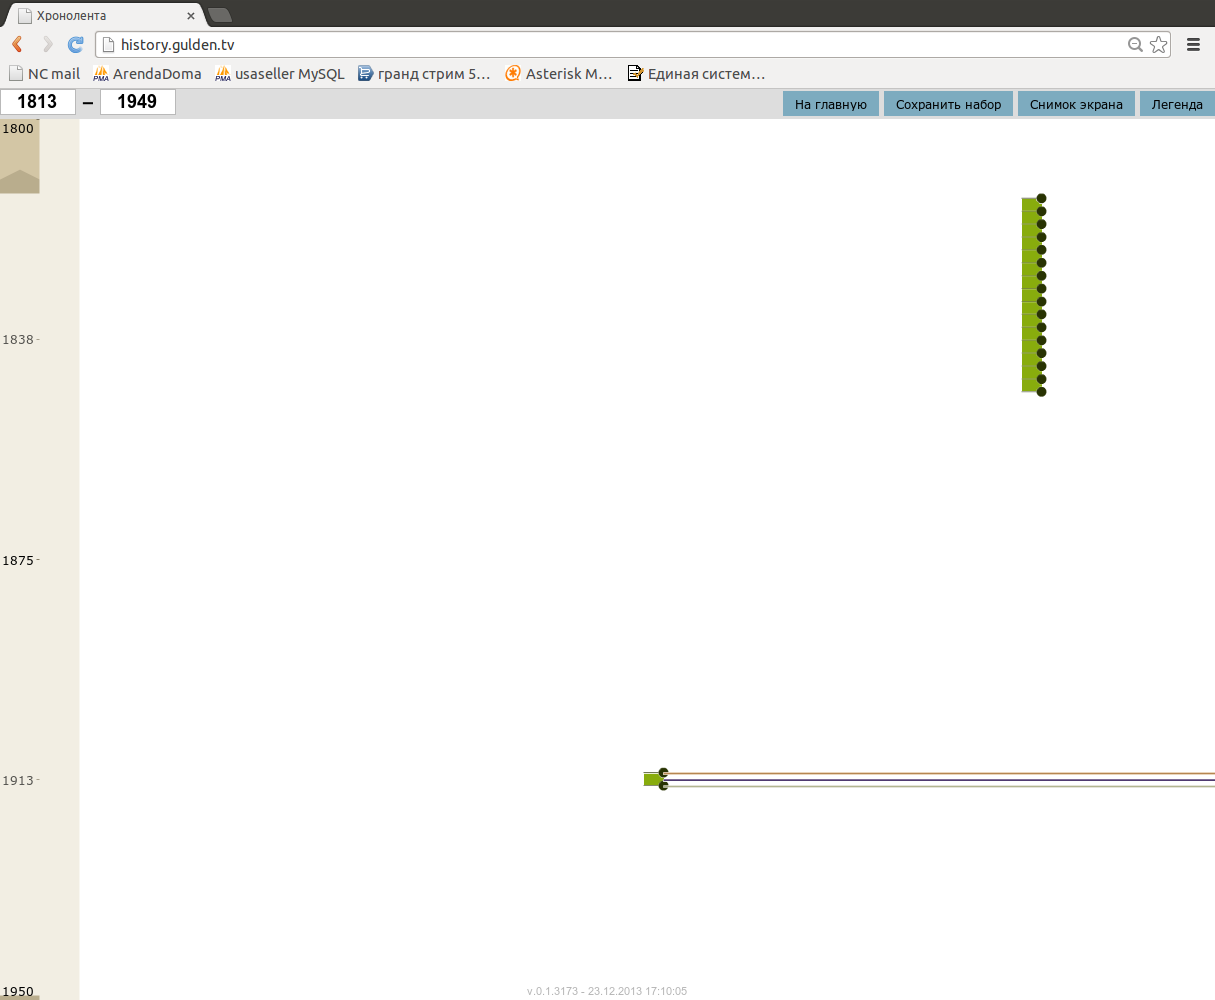 Хронолента
history.gulden.tv
NC mail ArendaDoma usaseller MySQL гранд стрим 5... Asterisk M... Единая систем...
1813 – 1949 На главную Сохранить набор Снимок экрана Легенда
1800
1838
1875
1913
1950
v.0.1.3173 - 23.12.2013 17:10:05